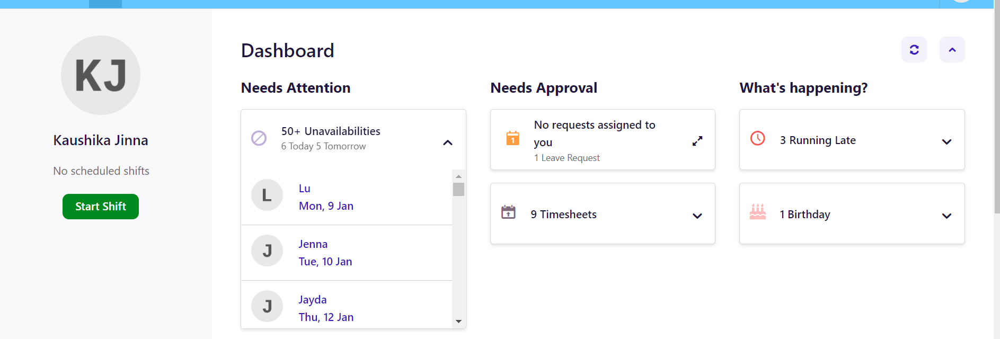 KJ
Kaushika Jinna
No scheduled shifts
Start Shift
Dashboard
Needs Attention
50+ Unavailabilities
6 Today 5 Tomorrow
L
Lu
Mon, 9 Jan
J
Jenna
Tue, 10 Jan
J
Jayda
Thu, 12 Jan
Needs Approval
1
No requests assigned to
you
1 Leave Request
9 Timesheets
What's happening?
3 Running Late
1 Birthday